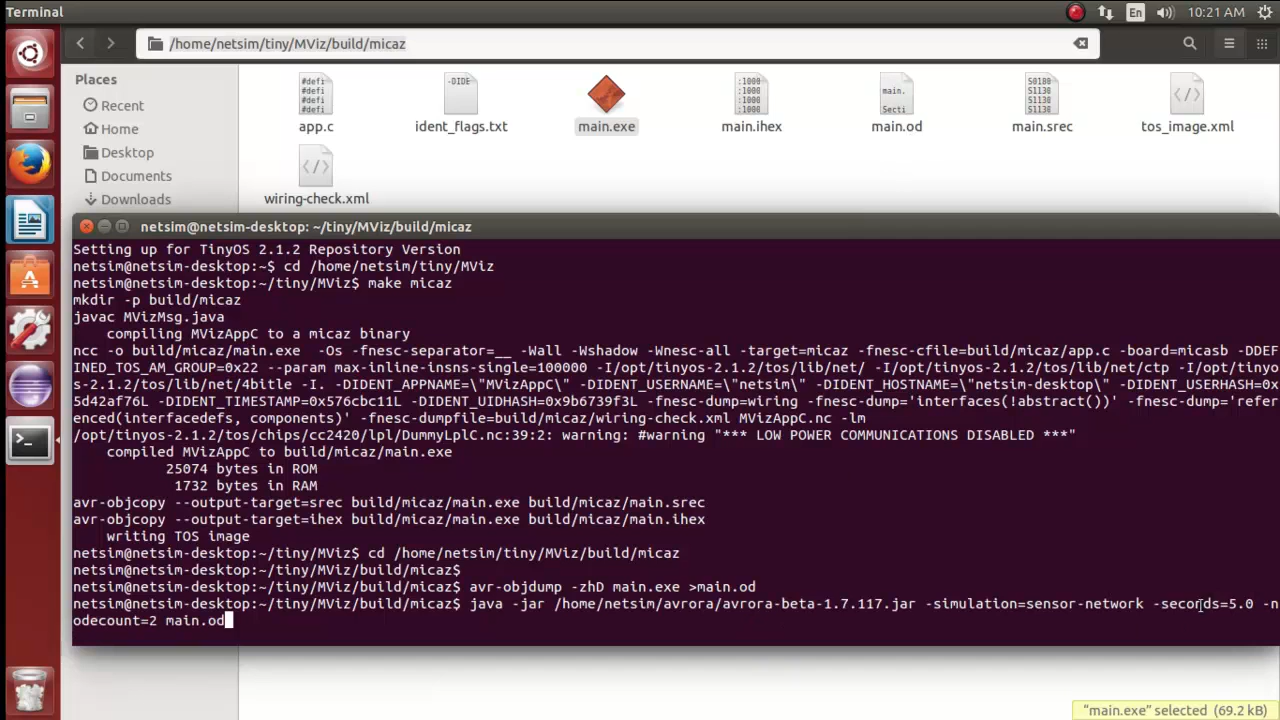 Terminal
En
10:21 AM
/home/netsim/tiny/MViz/build/micaz
Places
Recent
Home
Desktop
Documents
Downloads
#defi
#defi
#defi
#defi
app.c
-DIDE
ident_flags.txt
main.exe
:1000
:1000
:1000
:1000
main.ihex
main.
Secti
main.od
S0180
S1130
S1130
S1130
main.srec
</>
tos_image.xml
</>
wiring-check.xml
netsim@netsim-desktop: ~/tiny/MViz/build/micaz
Setting up for TinyOS 2.1.2 Repository Version
netsim@netsim-desktop:~$ cd /home/netsim/tiny/MViz
netsim@netsim-desktop:~/tiny/MViz$ make micaz
mkdir -p build/micaz
javac MVizMsg.java
    compiling MVizAppC to a micaz binary
ncc -o build/micaz/main.exe  -Os -fnesc-separator=__ -Wall -Wshadow -Wnesc-all -target=micaz -fnesc-cfile=build/micaz/app.c -board=micasb -DDEF
INED_TOS_AM_GROUP=0x22 --param max-inline-insns-single=100000 -I/opt/tinyos-2.1.2/tos/lib/net/ -I/opt/tinyos-2.1.2/tos/lib/net/ctp -I/opt/tinyo
s-2.1.2/tos/lib/net/4bitle -I. -DIDENT_APPNAME=\"MVizAppC\" -DIDENT_USERNAME=\"netsim\" -DIDENT_HOSTNAME=\"netsim-desktop\" -DIDENT_USERHASH=0x
5d42af76L -DIDENT_TIMESTAMP=0x576cbc11L -DIDENT_UIDHASH=0x9b6739f3L -fnesc-dump=wiring -fnesc-dump='interfaces(!abstract())' -fnesc-dump='refer
enced(interfacedefs, components)' -fnesc-dumpfile=build/micaz/wiring-check.xml MVizAppC.nc -lm
/opt/tinyos-2.1.2/tos/chips/cc2420/lpl/DummyLplC.nc:39:2: warning: #warning "*** LOW POWER COMMUNICATIONS DISABLED ***"
    compiled MVizAppC to build/micaz/main.exe
           25074 bytes in ROM
            1732 bytes in RAM
avr-objcopy --output-target=srec build/micaz/main.exe build/micaz/main.srec
avr-objcopy --output-target=ihex build/micaz/main.exe build/micaz/main.ihex
    writing TOS image
netsim@netsim-desktop:~/tiny/MViz$ cd /home/netsim/tiny/MViz/build/micaz
netsim@netsim-desktop:~/tiny/MViz/build/micaz$
netsim@netsim-desktop:~/tiny/MViz/build/micaz$ avr-objdump -zhD main.exe >main.od
netsim@netsim-desktop:~/tiny/MViz/build/micaz$ java -jar /home/netsim/avrora/avrora-beta-1.7.117.jar -simulation=sensor-network -seconds=5.0 -n
odecount=2 main.od
"main.exe" selected (69.2 kB)